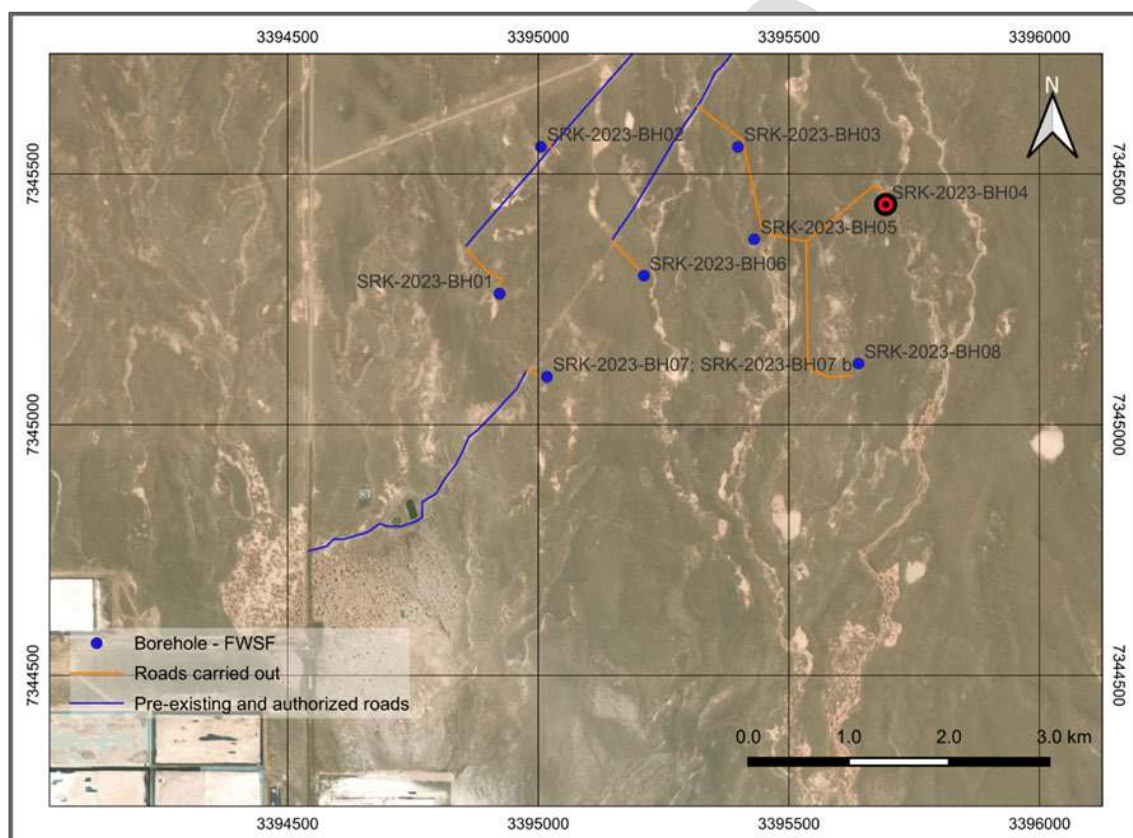 3394500 3395000 3395500 3396000
N
SRK-2023-BH02 SRK-2023-BH03
7345500 7345500
SRK-2023-BH04
SRK-2023-BH05
SRK-2023-BH06
SRK-2023-BH01
SRK-2023-BH07; SRK-2023-BH07 b SRK-2023-BH08
7345000 7345000
Borehole - FWSF
Roads carried out
7344500 7344500
Pre-existing and authorized roads
0.0 1.0 2.0 3.0 km
3394500 3395000 3395500 3396000